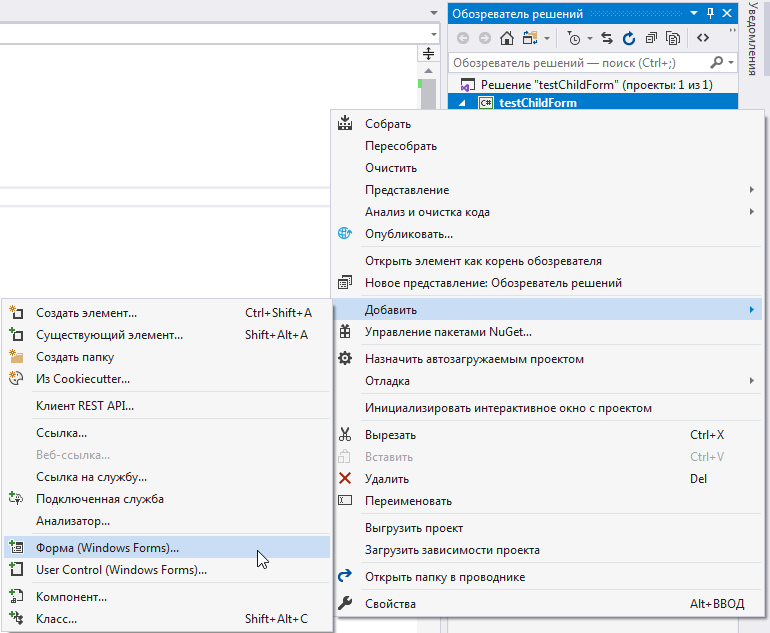 Обозреватель решений
Уведомления
Обозреватель решений — поиск (Ctrl+;)
Решение "testChildForm" (проекты: 1 из 1)
C# testChildForm
Собрать
Пересобрать
Очистить
Представление
Анализ и очистка кода
Опубликовать...
Открыть элемент как корень обозревателя
Новое представление: Обозреватель решений
Добавить
Управление пакетами NuGet...
Назначить автозагружаемым проектом
Отладка
Инициализировать интерактивное окно с проектом
Вырезать Ctrl+X
Вставить Ctrl+V
Удалить Del
Переименовать
Выгрузить проект
Загрузить зависимости проекта
Открыть папку в проводнике
Свойства Alt+ВВОД
Создать элемент... Ctrl+Shift+A
Существующий элемент... Shift+Alt+A
Создать папку
Из Cookiecutter...
Клиент REST API...
Ссылка...
Веб-ссылка...
Ссылка на службу...
Подключенная служба
Анализатор...
Форма (Windows Forms)...
User Control (Windows Forms)...
Компонент...
Класс... Shift+Alt+C